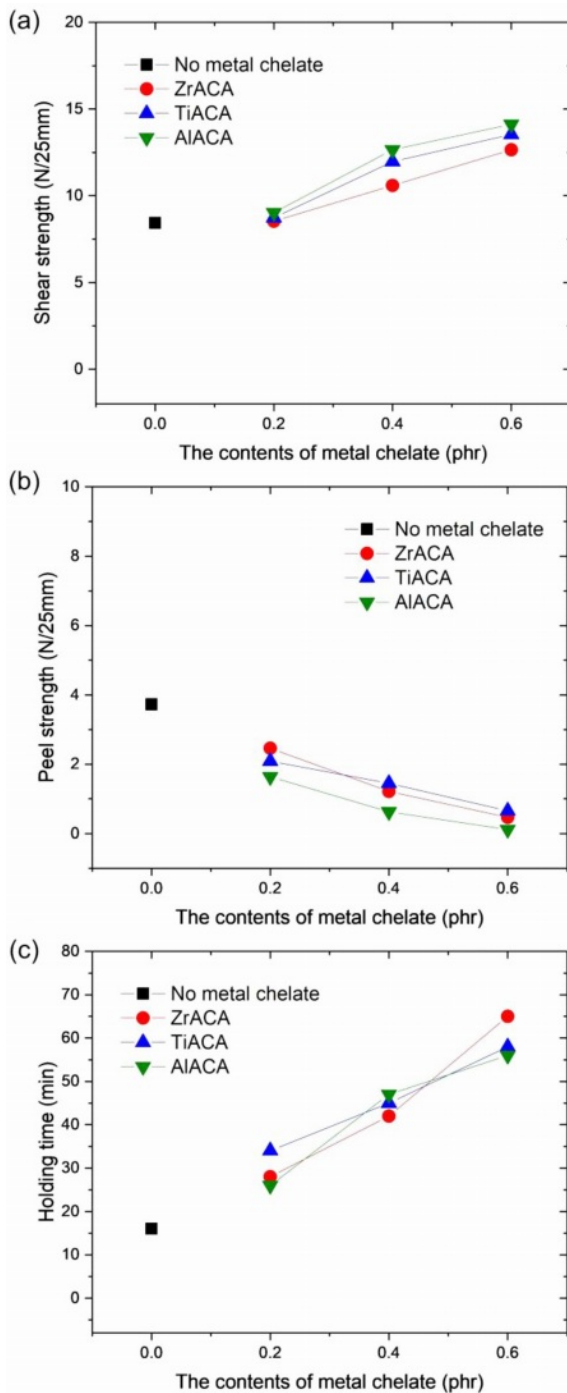 (a)
20
15
10
5
0
Shear strength (N/25mm)
No metal chelate
ZrACA
TiACA
AlACA
0.0 0.2 0.4 0.6
The contents of metal chelate (phr)
(b)
10
8
6
4
2
0
Peel strength (N/25mm)
No metal chelate
ZrACA
TiACA
AlACA
0.0 0.2 0.4 0.6
The contents of metal chelate (phr)
(c)
80
70
60
50
40
30
20
10
0
Holding time (min)
No metal chelate
ZrACA
TiACA
AlACA
0.0 0.2 0.4 0.6
The contents of metal chelate (phr)